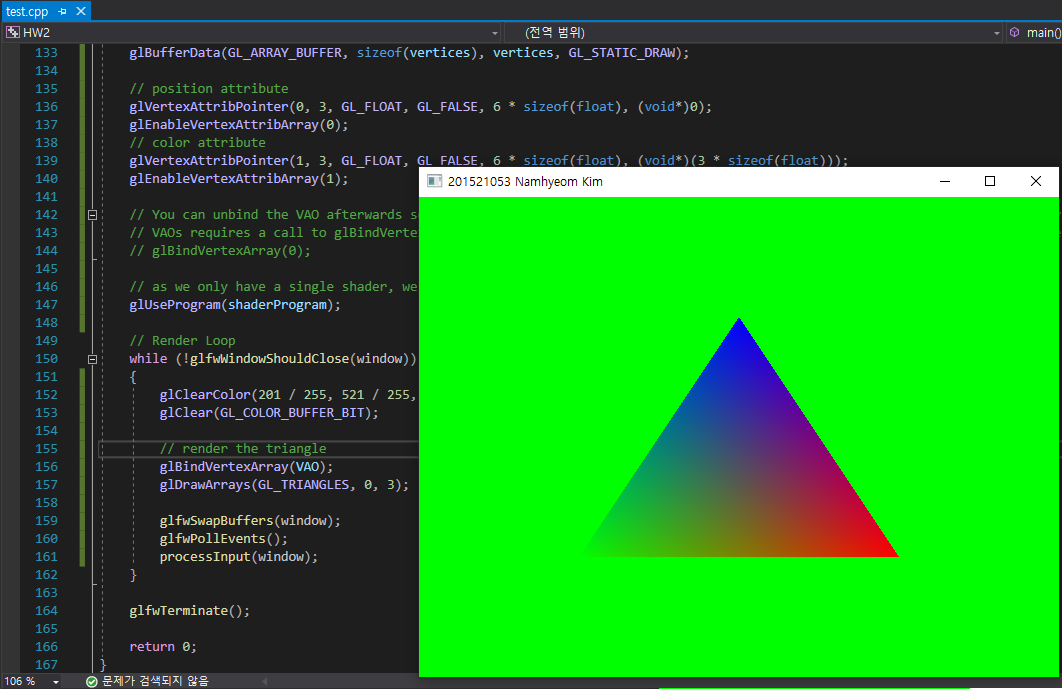 test.cpp
HW2 (전역 범위) main()
133 glBufferData(GL_ARRAY_BUFFER, sizeof(vertices), vertices, GL_STATIC_DRAW);
134
135 // position attribute
136 glVertexAttribPointer(0, 3, GL_FLOAT, GL_FALSE, 6 * sizeof(float), (void*)0);
137 glEnableVertexAttribArray(0);
138 // color attribute
139 glVertexAttribPointer(1, 3, GL_FLOAT, GL_FALSE, 6 * sizeof(float), (void*)(3 * sizeof(float)));
140 glEnableVertexAttribArray(1);
201521053 Namhyeom Kim
141
142 // You can unbind the VAO afterwards s
143 // VAOs requires a call to glBindVerte
144 // glBindVertexArray(0);
145
146 // as we only have a single shader, we
147 glUseProgram(shaderProgram);
148
149 // Render Loop
150 while (!glfwWindowShouldClose(window))
151 {
152 glClearColor(201 / 255, 521 / 255,
153 glClear(GL_COLOR_BUFFER_BIT);
154
155 // render the triangle
156 glBindVertexArray(VAO);
157 glDrawArrays(GL_TRIANGLES, 0, 3);
158
159 glfwSwapBuffers(window);
160 glfwPollEvents();
161 processInput(window);
162 }
163
164 glfwTerminate();
165
166 return 0;
167 }
106 % 문제가 검색되지 않음